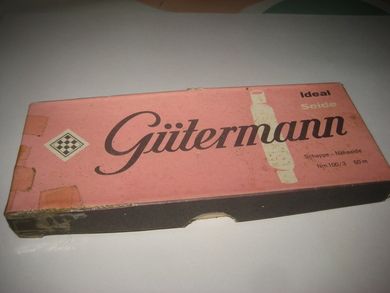 Ideal
Seide
Gütermann
Schappe-Nähseide
Nm 100/3 50 m